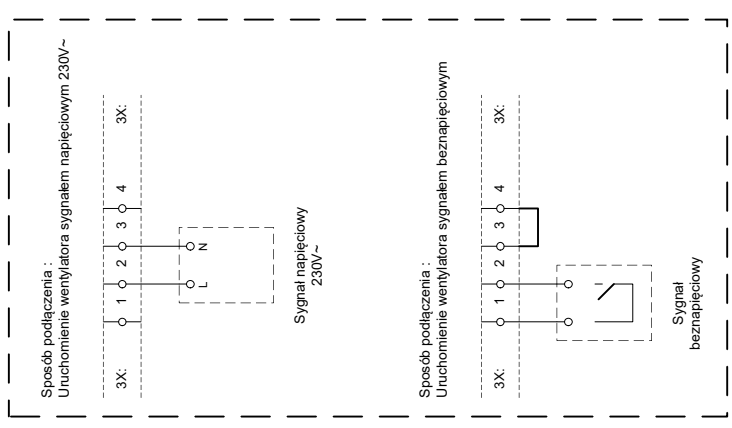 Sposób podłączenia :
Uruchomienie wentylatora sygnałem napięciowym 230V~
3X: 1 2 3 4 3X:
L N
Sygnał napięciowy
230V~
Sposób podłączenia :
Uruchomienie wentylatora sygnałem beznapięciowym
3X: 1 2 3 4 3X:
Sygnał
beznapięciowy